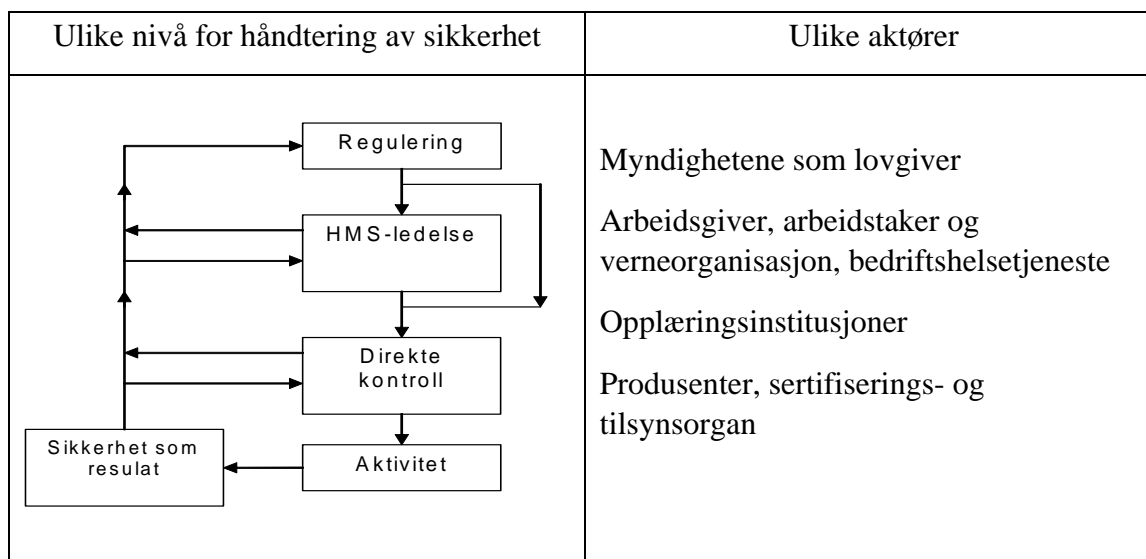 Ulike nivå for håndtering av sikkerhet
Ulike aktører
Regulering
HMS-ledelse
Direkte
kontroll
Aktivitet
Sikkerhet som
resulat
Myndighetene som lovgiver
Arbeidsgiver, arbeidstaker og
verneorganisasjon, bedriftshelsetjeneste
Opplæringsinstitusjoner
Produsenter, sertifiserings- og
tilsynsorgan